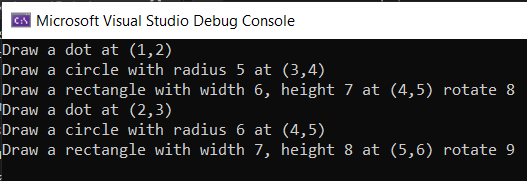 Microsoft Visual Studio Debug Console
Draw a dot at (1,2)
Draw a circle with radius 5 at (3,4)
Draw a rectangle with width 6, height 7 at (4,5) rotate 8
Draw a dot at (2,3)
Draw a circle with radius 6 at (4,5)
Draw a rectangle with width 7, height 8 at (5,6) rotate 9